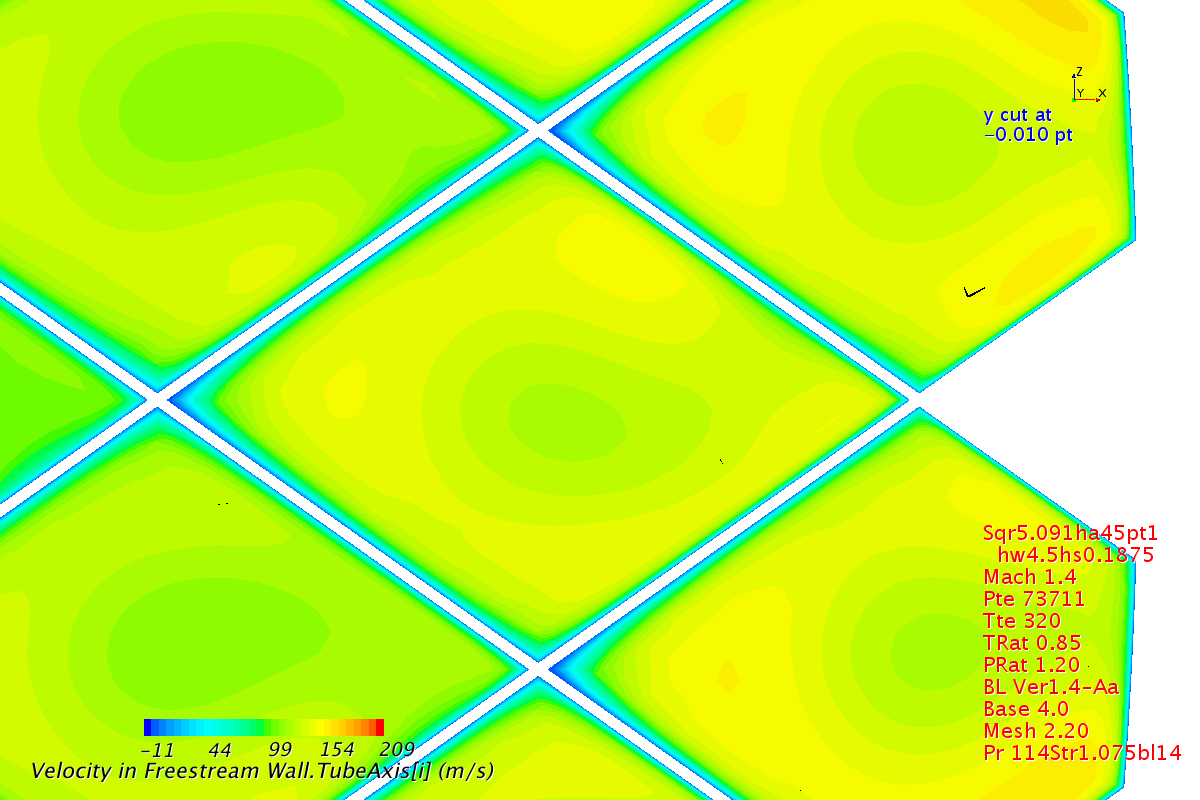 Z
Y X
y cut at
−0.010 pt
Sqr5.091ha45pt1
hw4.5hs0.1875
Mach 1.4
Pte 73711
Tte 320
TRat 0.85
PRat 1.20
BL Ver1.4−Aa
Base 4.0
Mesh 2.20
Pr 114Str1.075bl14
−11 44 99 154 209
Velocity in Freestream Wall.TubeAxis[i] (m/s)